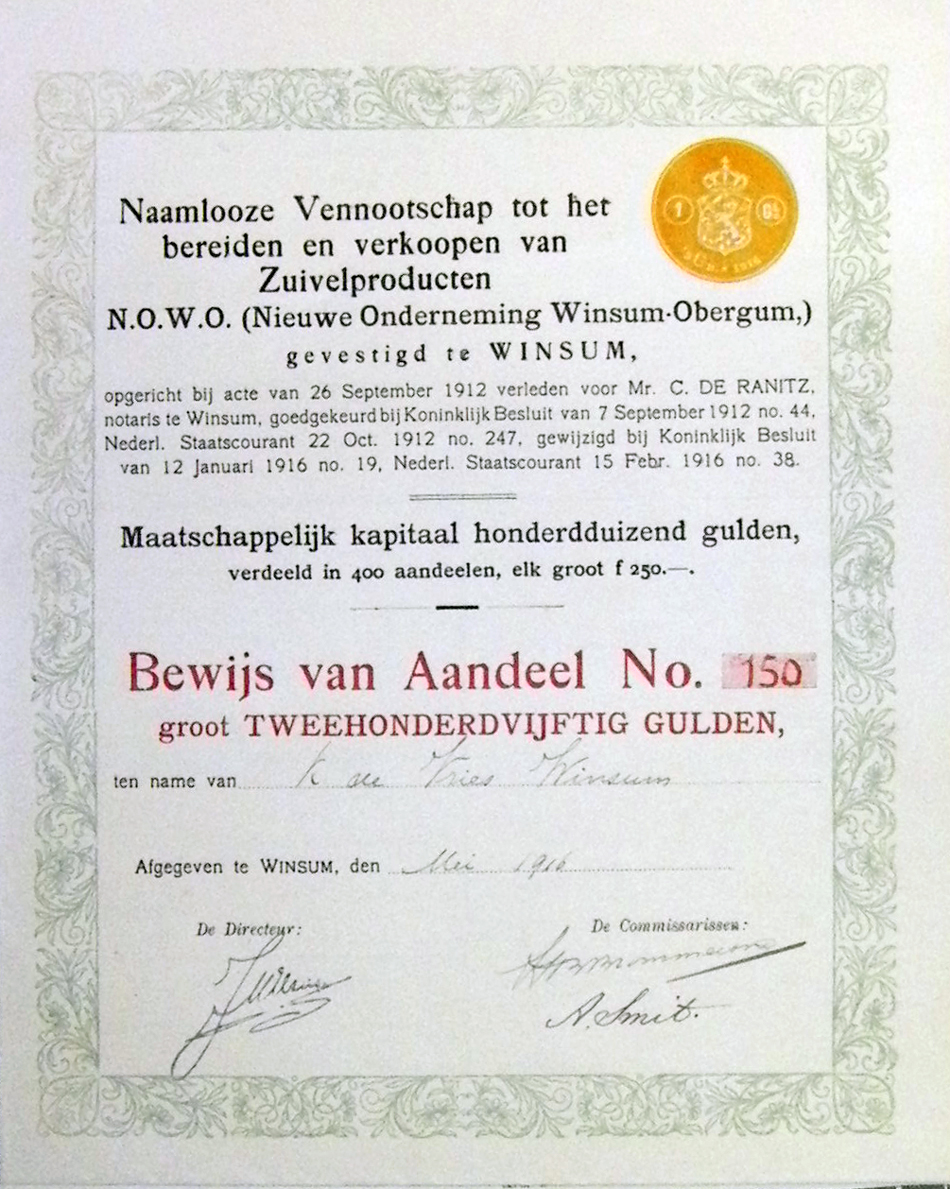 Naamlooze Vennootschap tot het
bereiden en verkoopen van
Zuivelproducten
N.O.W.O. (Nieuwe Onderneming Winsum-Obergum,)
gevestigd te WINSUM,
opgericht bij acte van 26 September 1912 verleden voor Mr. C. DE RANITZ,
notaris te Winsum, goedgekeurd bij Koninklijk Besluit van 7 September 1912 no. 44,
Nederl. Staatscourant 22 Oct. 1912 no. 247, gewijzigd bij Koninklijk Besluit
van 12 Januari 1916 no. 19, Nederl. Staatscourant 15 Febr. 1916 no. 38.
Maatschappelijk kapitaal honderdduizend gulden,
verdeeld in 400 aandeelen, elk groot f 250.—.
Bewijs van Aandeel No. 150
groot TWEEHONDERDVIJFTIG GULDEN,
ten name van K de Vries Winsum
Afgegeven te WINSUM, den Mei 1916
De Directeur:
De Commissarissen:
A. Smit.